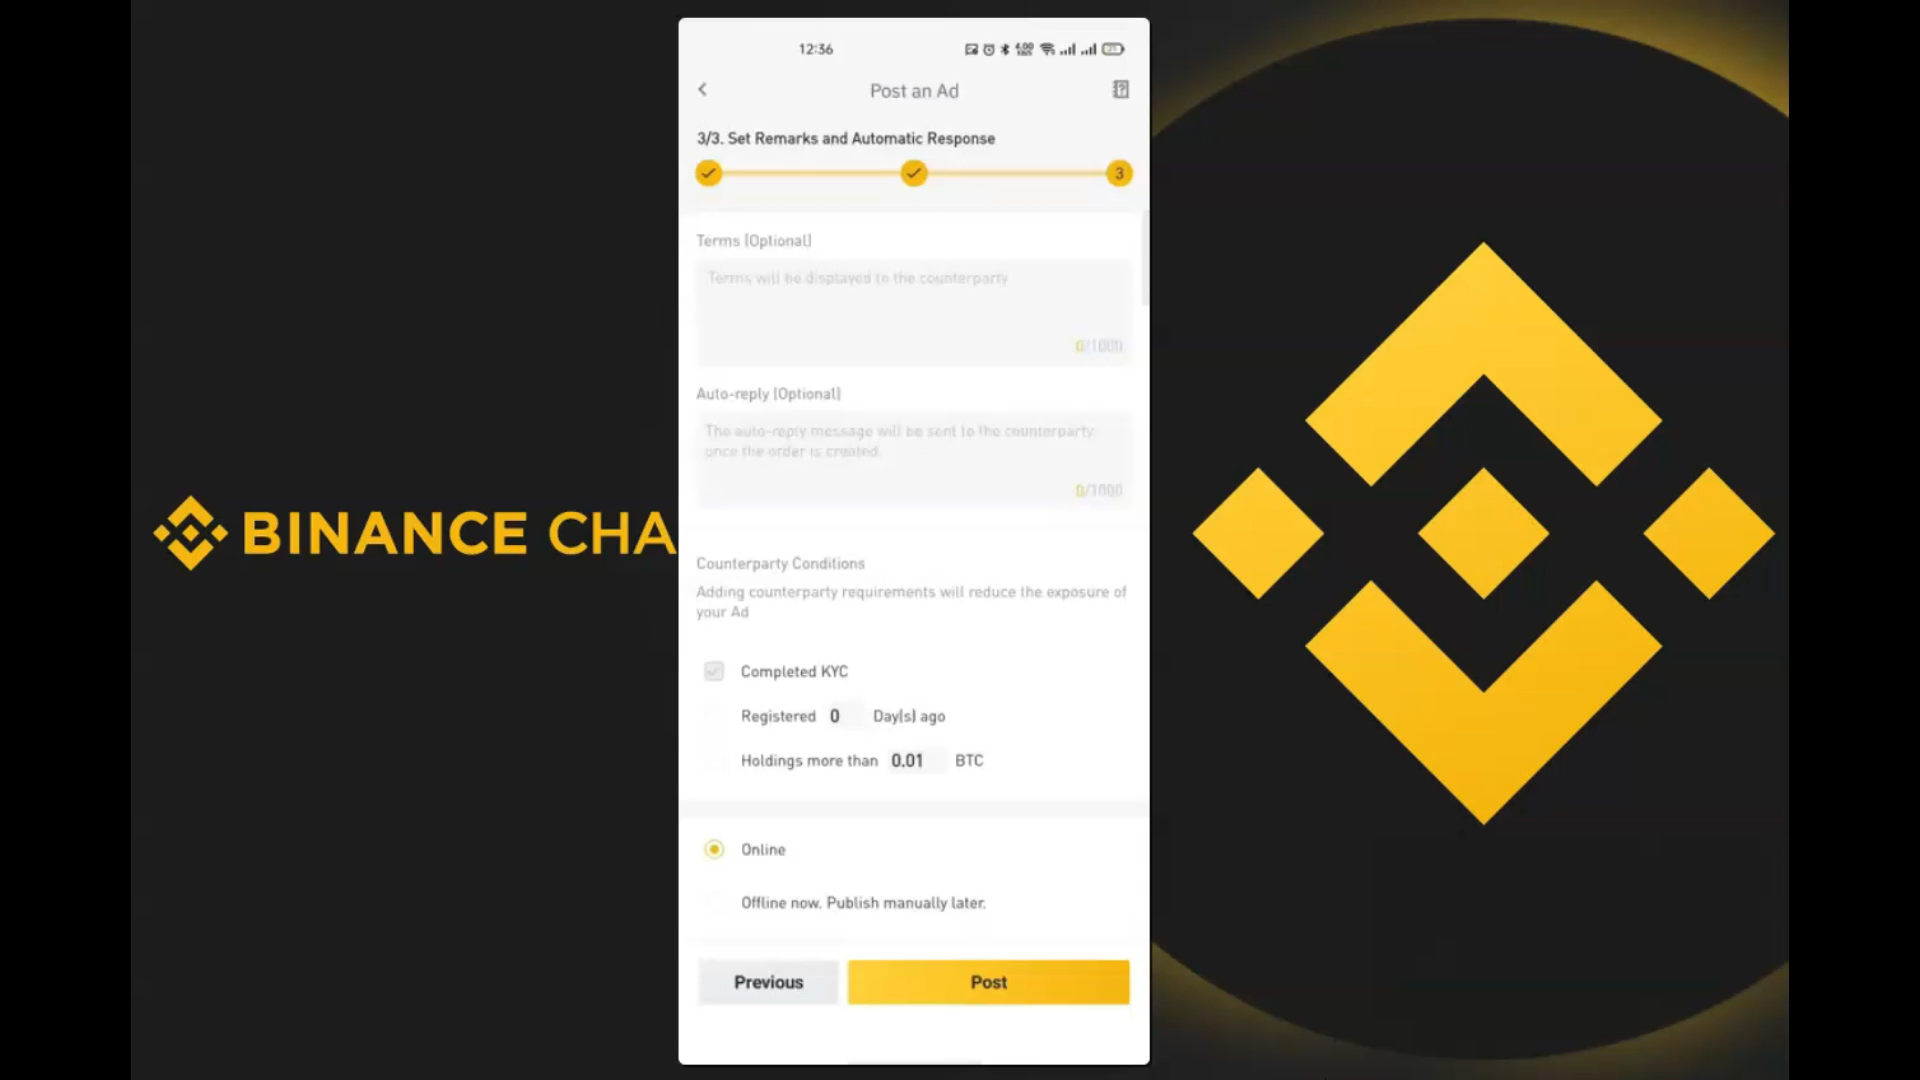 12:36
4.00
21
Post an Ad
3/3. Set Remarks and Automatic Response
3
Terms (Optional)
Terms will be displayed to the counterparty
0/1000
Auto-reply (Optional)
The auto-reply message will be sent to the counterparty
once the order is created.
0/1000
BINANCE CHA
Counterparty Conditions
Adding counterparty requirements will reduce the exposure of
your Ad
Completed KYC
Registered 0 Day(s) ago
Holdings more than 0.01 BTC
Online
Offline now. Publish manually later.
Previous
Post